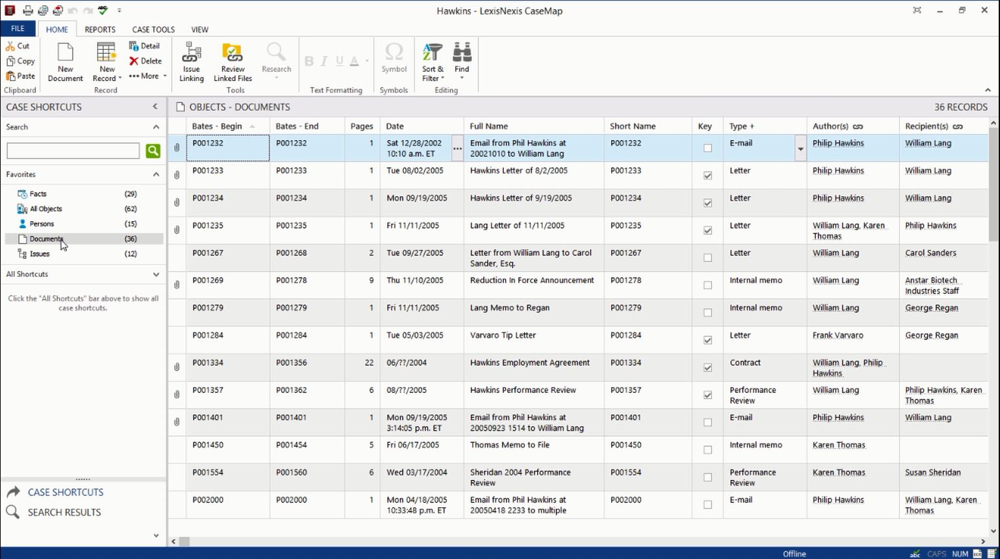 Hawkins - LexisNexis CaseMap
FILE HOME REPORTS CASE TOOLS VIEW
Cut
Copy
Paste
Clipboard
New Document
New Record
Detail
Delete
More
Record
Issue Linking
Review Linked Files
Research
Tools
B I U A
Text Formatting
Symbol
Symbols
Sort & Filter
Find
Editing
CASE SHORTCUTS
Search
Favorites
Facts (29)
All Objects (62)
Persons (15)
Documents (36)
Issues (12)
All Shortcuts
Click the "All Shortcuts" bar above to show all
case shortcuts.
CASE SHORTCUTS
SEARCH RESULTS
OBJECTS - DOCUMENTS 36 RECORDS
Bates - Begin Bates - End Pages Date Full Name Short Name Key Type + Author(s) Recipient(s)
P001232 P001232 1 Sat 12/28/2002 Email from Phil Hawkins at P001232 E-mail Philip Hawkins William Lang
10:10 a.m. ET ... 20021010 to William Lang
P001233 P001233 1 Tue 08/02/2005 Hawkins Letter of 8/2/2005 P001233 Letter Philip Hawkins William Lang
P001234 P001234 1 Mon 09/19/2005 Hawkins Letter of 9/19/2005 P001234 Letter Philip Hawkins William Lang
P001235 P001235 1 Fri 11/11/2005 Lang Letter of 11/11/2005 P001235 Letter William Lang, Karen Philip Hawkins
Thomas
P001267 P001268 2 Tue 09/27/2005 Letter from William Lang to Carol P001267 Letter William Lang Carol Sanders
Sander, Esq.
P001269 P001278 9 Thu 11/10/2005 Reduction In Force Announcement P001278 Internal memo William Lang Anstar Biotech
Industries Staff
P001279 P001279 1 Fri 11/11/2005 Lang Memo to Regan P001279 Internal memo William Lang George Regan
P001284 P001284 1 Tue 05/03/2005 Varvaro Tip Letter P001284 Letter Frank Varvaro George Regan
P001334 P001356 22 06/??/2004 Hawkins Employment Agreement P001334 Contract William Lang, Philip
Hawkins
P001357 P001362 6 08/??/2005 Hawkins Performance Review P001357 Performance William Lang Philip Hawkins, Karen
Review Thomas
P001401 P001401 1 Mon 09/19/2005 Email from Phil Hawkins at P001401 E-mail Philip Hawkins William Lang
3:14:05 p.m. ET 20050923 1514 to William Lang
P001450 P001454 5 Fri 06/17/2005 Thomas Memo to File P001450 Internal memo Karen Thomas
P001554 P001560 6 Wed 03/17/2004 Sheridan 2004 Performance P001554 Performance Karen Thomas Susan Sheridan
Review Review
P002000 P002000 1 Mon 04/18/2005 Email from Phil Hawkins at P002000 E-mail Philip Hawkins William Lang, Karen
10:33:48 p.m. ET 20050418 2233 to multiple Thomas
Offline abc CAPS NUM